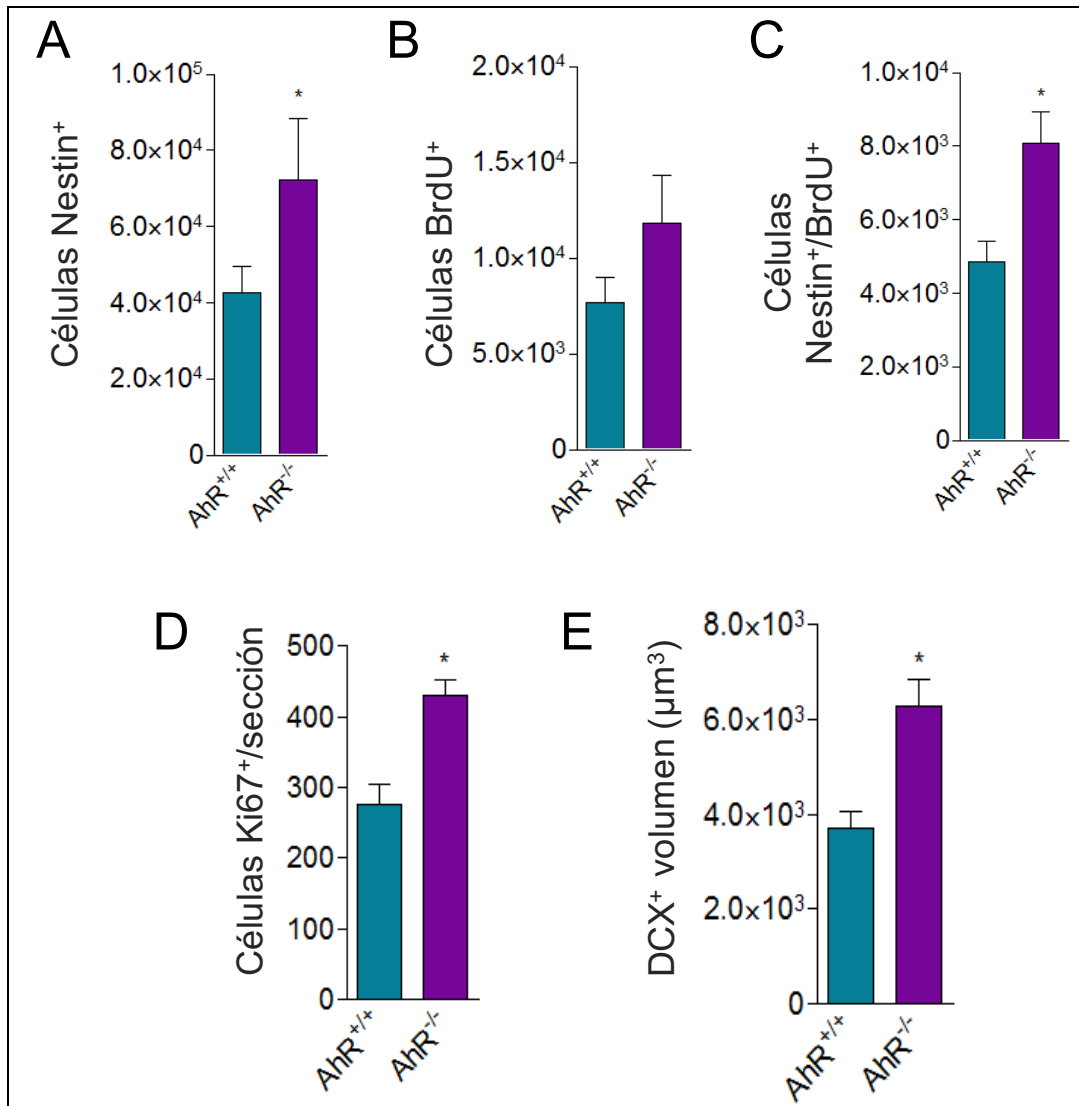 A
Células Nestin⁺
1.0×10⁵
8.0×10⁴
6.0×10⁴
4.0×10⁴
2.0×10⁴
0
*
AhR⁺/⁺
AhR⁻/⁻
B
Células BrdU⁺
2.0×10⁴
1.5×10⁴
1.0×10⁴
5.0×10³
0
AhR⁺/⁺
AhR⁻/⁻
C
Células
Nestin⁺/BrdU⁺
1.0×10⁴
8.0×10³
6.0×10³
4.0×10³
2.0×10³
0
*
AhR⁺/⁺
AhR⁻/⁻
D
Células Ki67⁺/sección
500
400
300
200
100
0
*
AhR⁺/⁺
AhR⁻/⁻
E
DCX⁺ volumen (µm³)
8.0×10³
6.0×10³
4.0×10³
2.0×10³
0
*
AhR⁺/⁺
AhR⁻/⁻